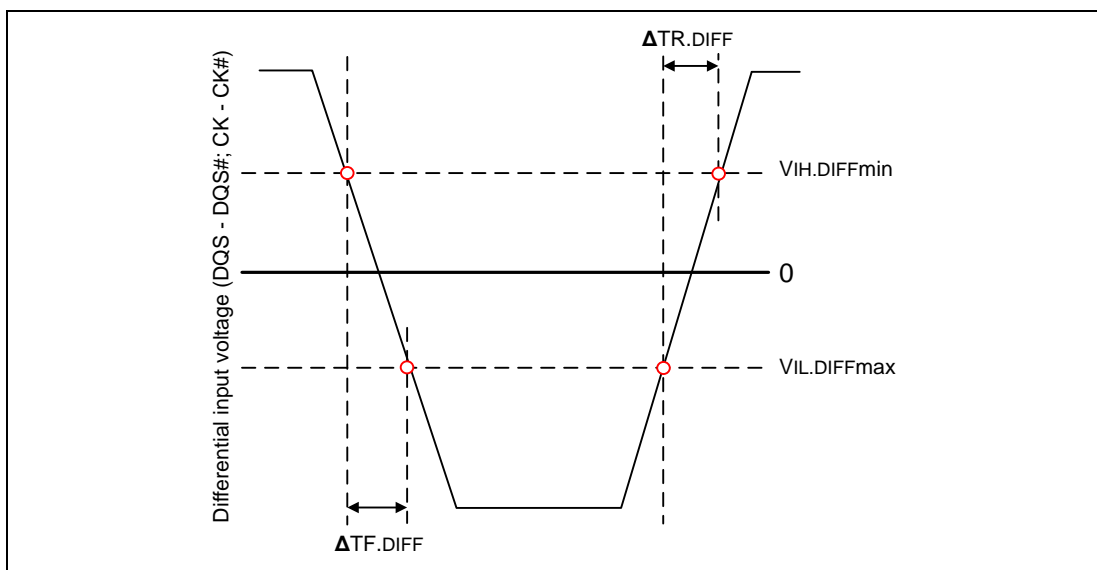 ΔTR.DIFF
Differential input voltage (DQS - DQS#; CK - CK#)
VIH.DIFFmin
0
VIL.DIFFmax
ΔTF.DIFF